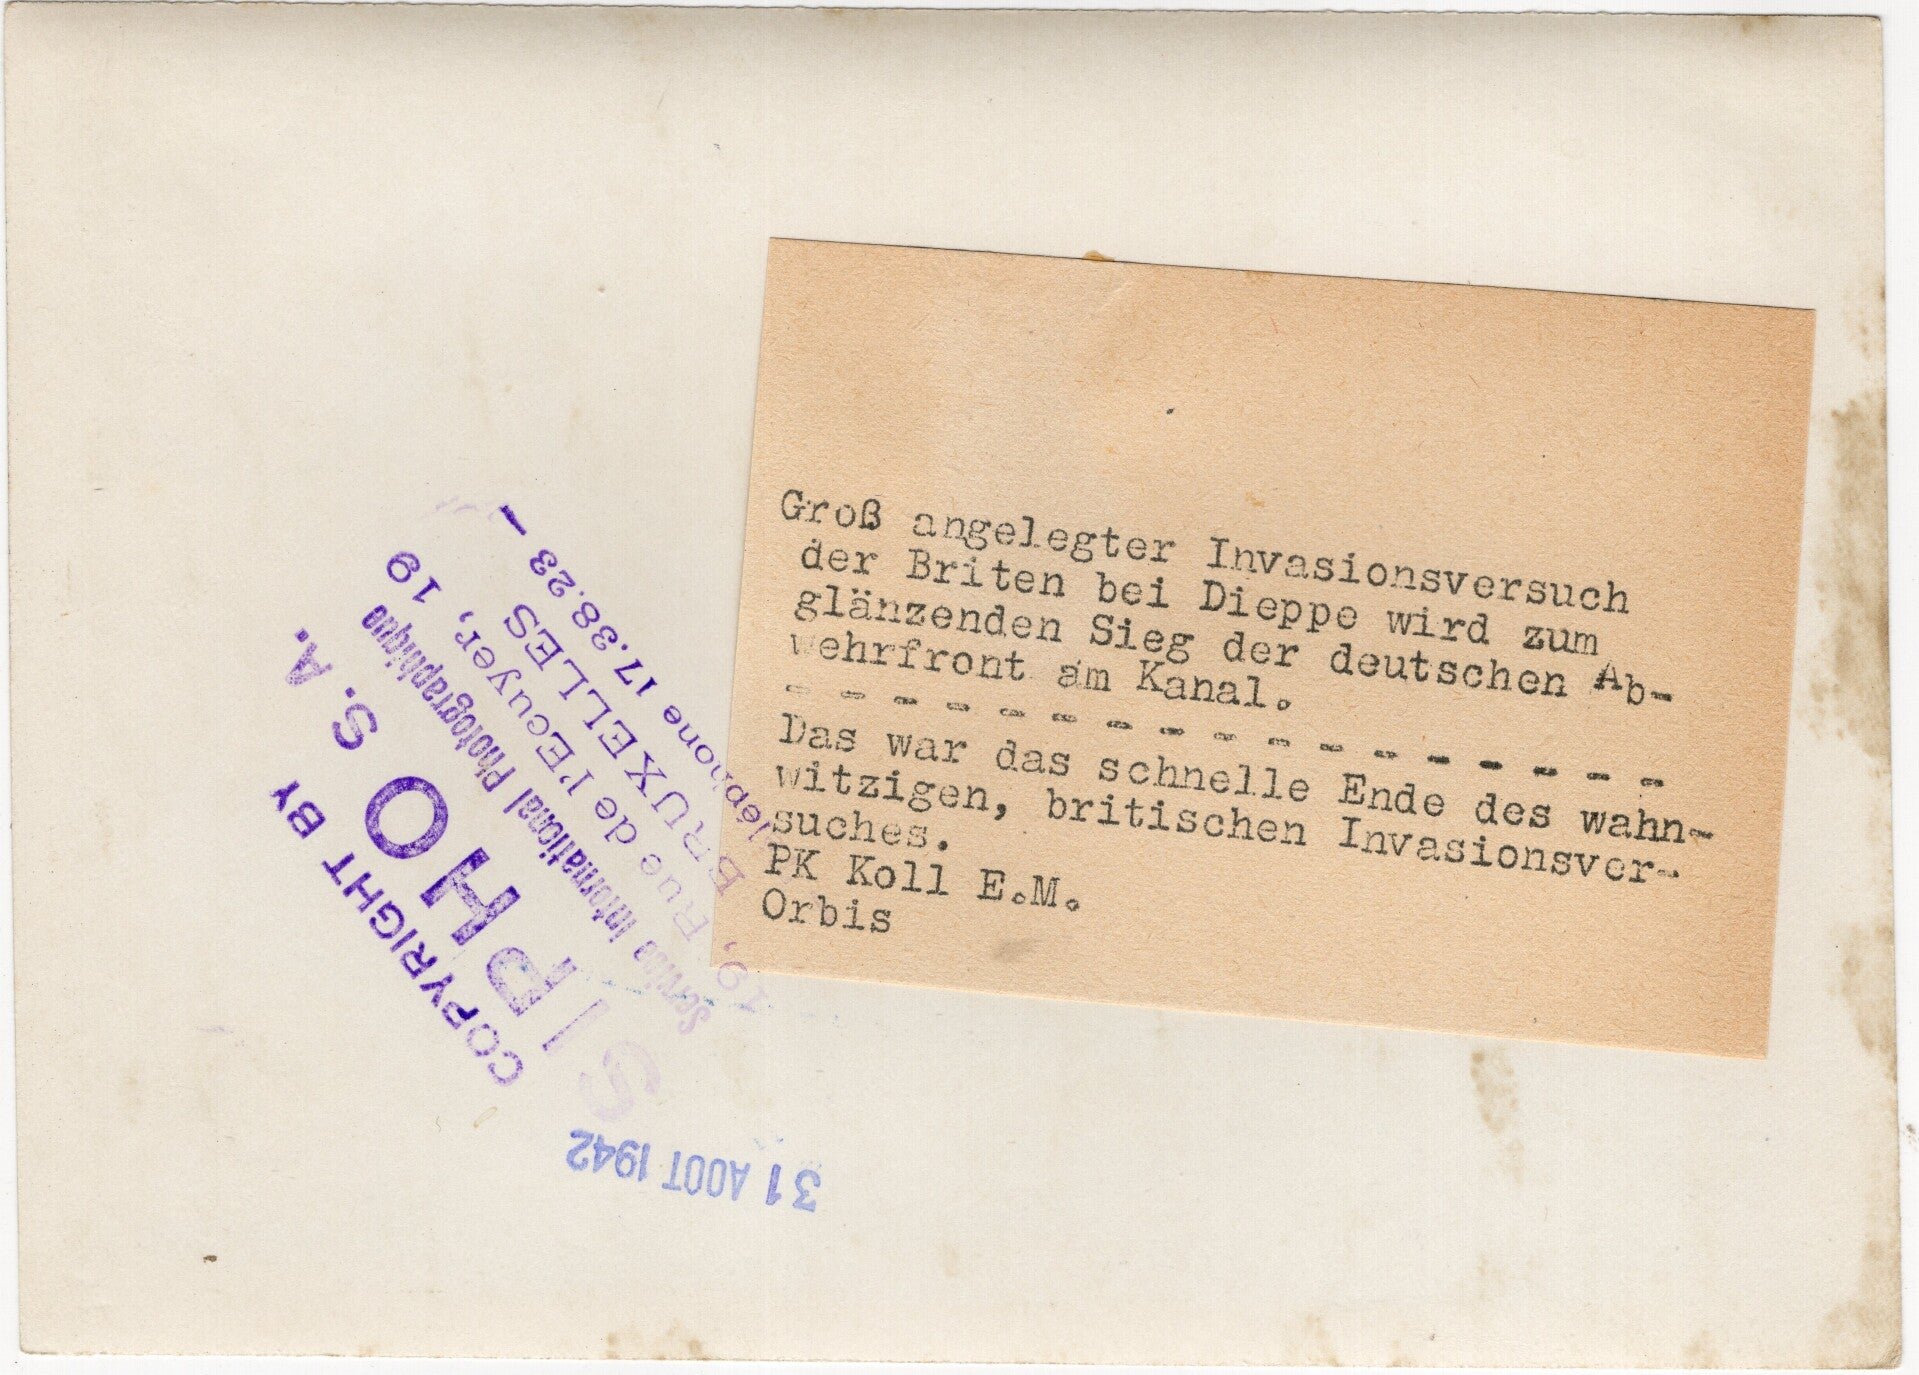 Groß angelegter Invasionsversuch
der Briten bei Dieppe wird zum
glänzenden Sieg der deutschen Ab-
wehrfront am Kanal.
- - - - - - - - - - - - - - - - -
Das war das schnelle Ende des wahn-
witzigen, britischen Invasionsver-
suches.
PK Koll E.M.
Orbis
COPYRIGHT BY
SIPHO S. A.
Service Informational Photographique
19, Rue de l'Ecuyer, 19
BRUXELLES
Téléphone 17.38.23 -
31 AOUT 1942